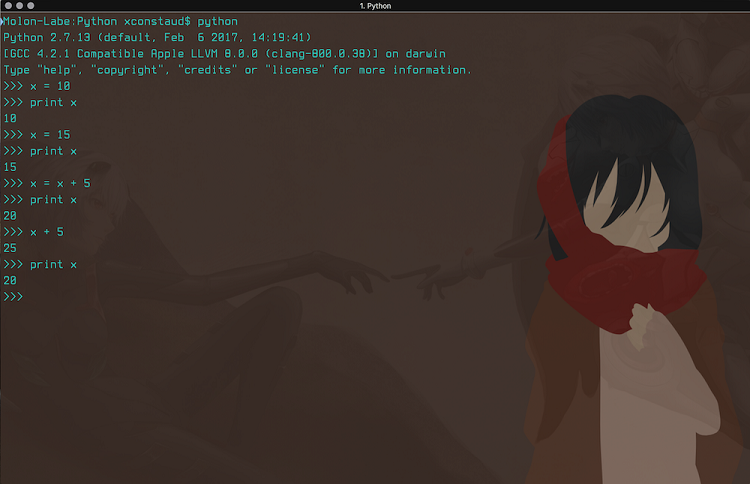 1. Python
Molon-Labe:Python xconstaud$ python
Python 2.7.13 (default, Feb  6 2017, 14:19:41)
[GCC 4.2.1 Compatible Apple LLVM 8.0.0 (clang-800.0.38)] on darwin
Type "help", "copyright", "credits" or "license" for more information.
>>> x = 10
>>> print x
10
>>> x = 15
>>> print x
15
>>> x = x + 5
>>> print x
20
>>> x + 5
25
>>> print x
20
>>>